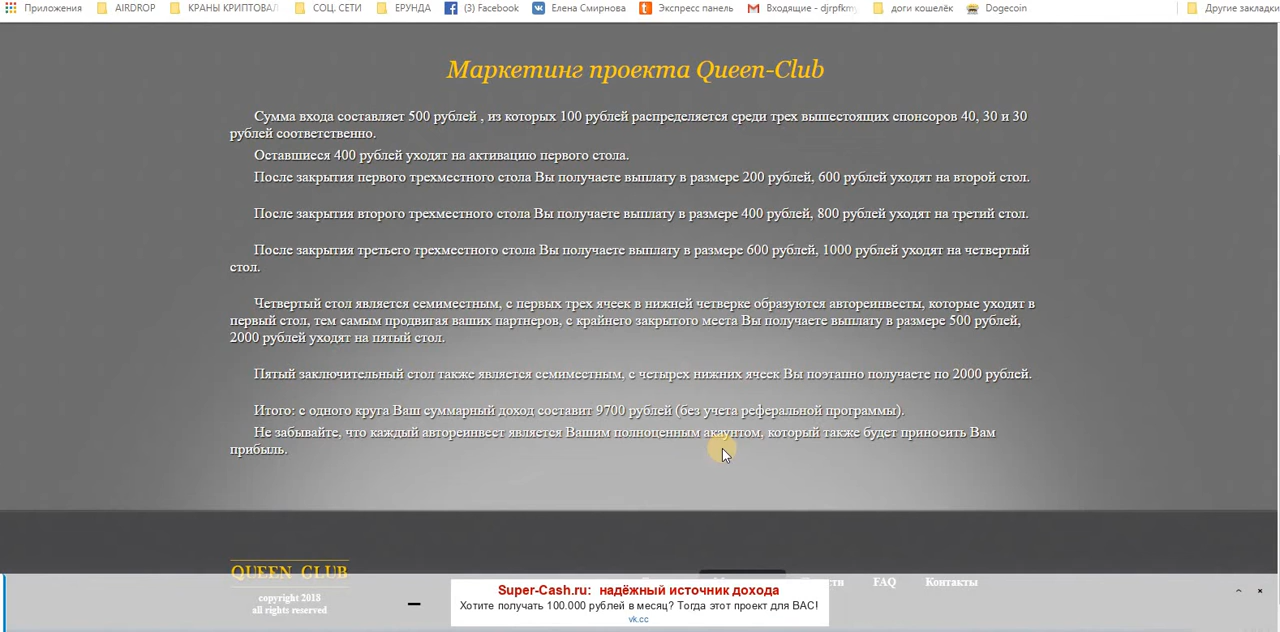 Приложения AIRDROP КРАНЫ КРИПТОВАЛ СОЦ. СЕТИ ЕРУНДА (3) Facebook Елена Смирнова Экспресс панель Входящие - djrpfkmy доги кошелёк Dogecoin Другие закладки
Маркетинг проекта Queen-Club
Сумма входа составляет 500 рублей , из которых 100 рублей распределяется среди трех вышестоящих спонсоров 40, 30 и 30
рублей соответственно.
Оставшиеся 400 рублей уходят на активацию первого стола.
После закрытия первого трехместного стола Вы получаете выплату в размере 200 рублей, 600 рублей уходят на второй стол.
После закрытия второго трехместного стола Вы получаете выплату в размере 400 рублей, 800 рублей уходят на третий стол.
После закрытия третьего трехместного стола Вы получаете выплату в размере 600 рублей, 1000 рублей уходят на четвертый
стол.
Четвертый стол является семиместным, с первых трех ячеек в нижней четверке образуются автореинвесты, которые уходят в
первый стол, тем самым продвигая ваших партнеров, с крайнего закрытого места Вы получаете выплату в размере 500 рублей,
2000 рублей уходят на пятый стол.
Пятый заключительный стол также является семиместным, с четырех нижних ячеек Вы поэтапно получаете по 2000 рублей.
Итого: с одного круга Ваш суммарный доход составит 9700 рублей (без учета реферальной программы).
Не забывайте, что каждый автореинвест является Вашим полноценным акаунтом, который также будет приносить Вам
прибыль.
QUEEN CLUB
copyright 2018
all rights reserved
FAQ Контакты
Super-Cash.ru: надёжный источник дохода
Хотите получать 100.000 рублей в месяц? Тогда этот проект для ВАС!
vk.cc